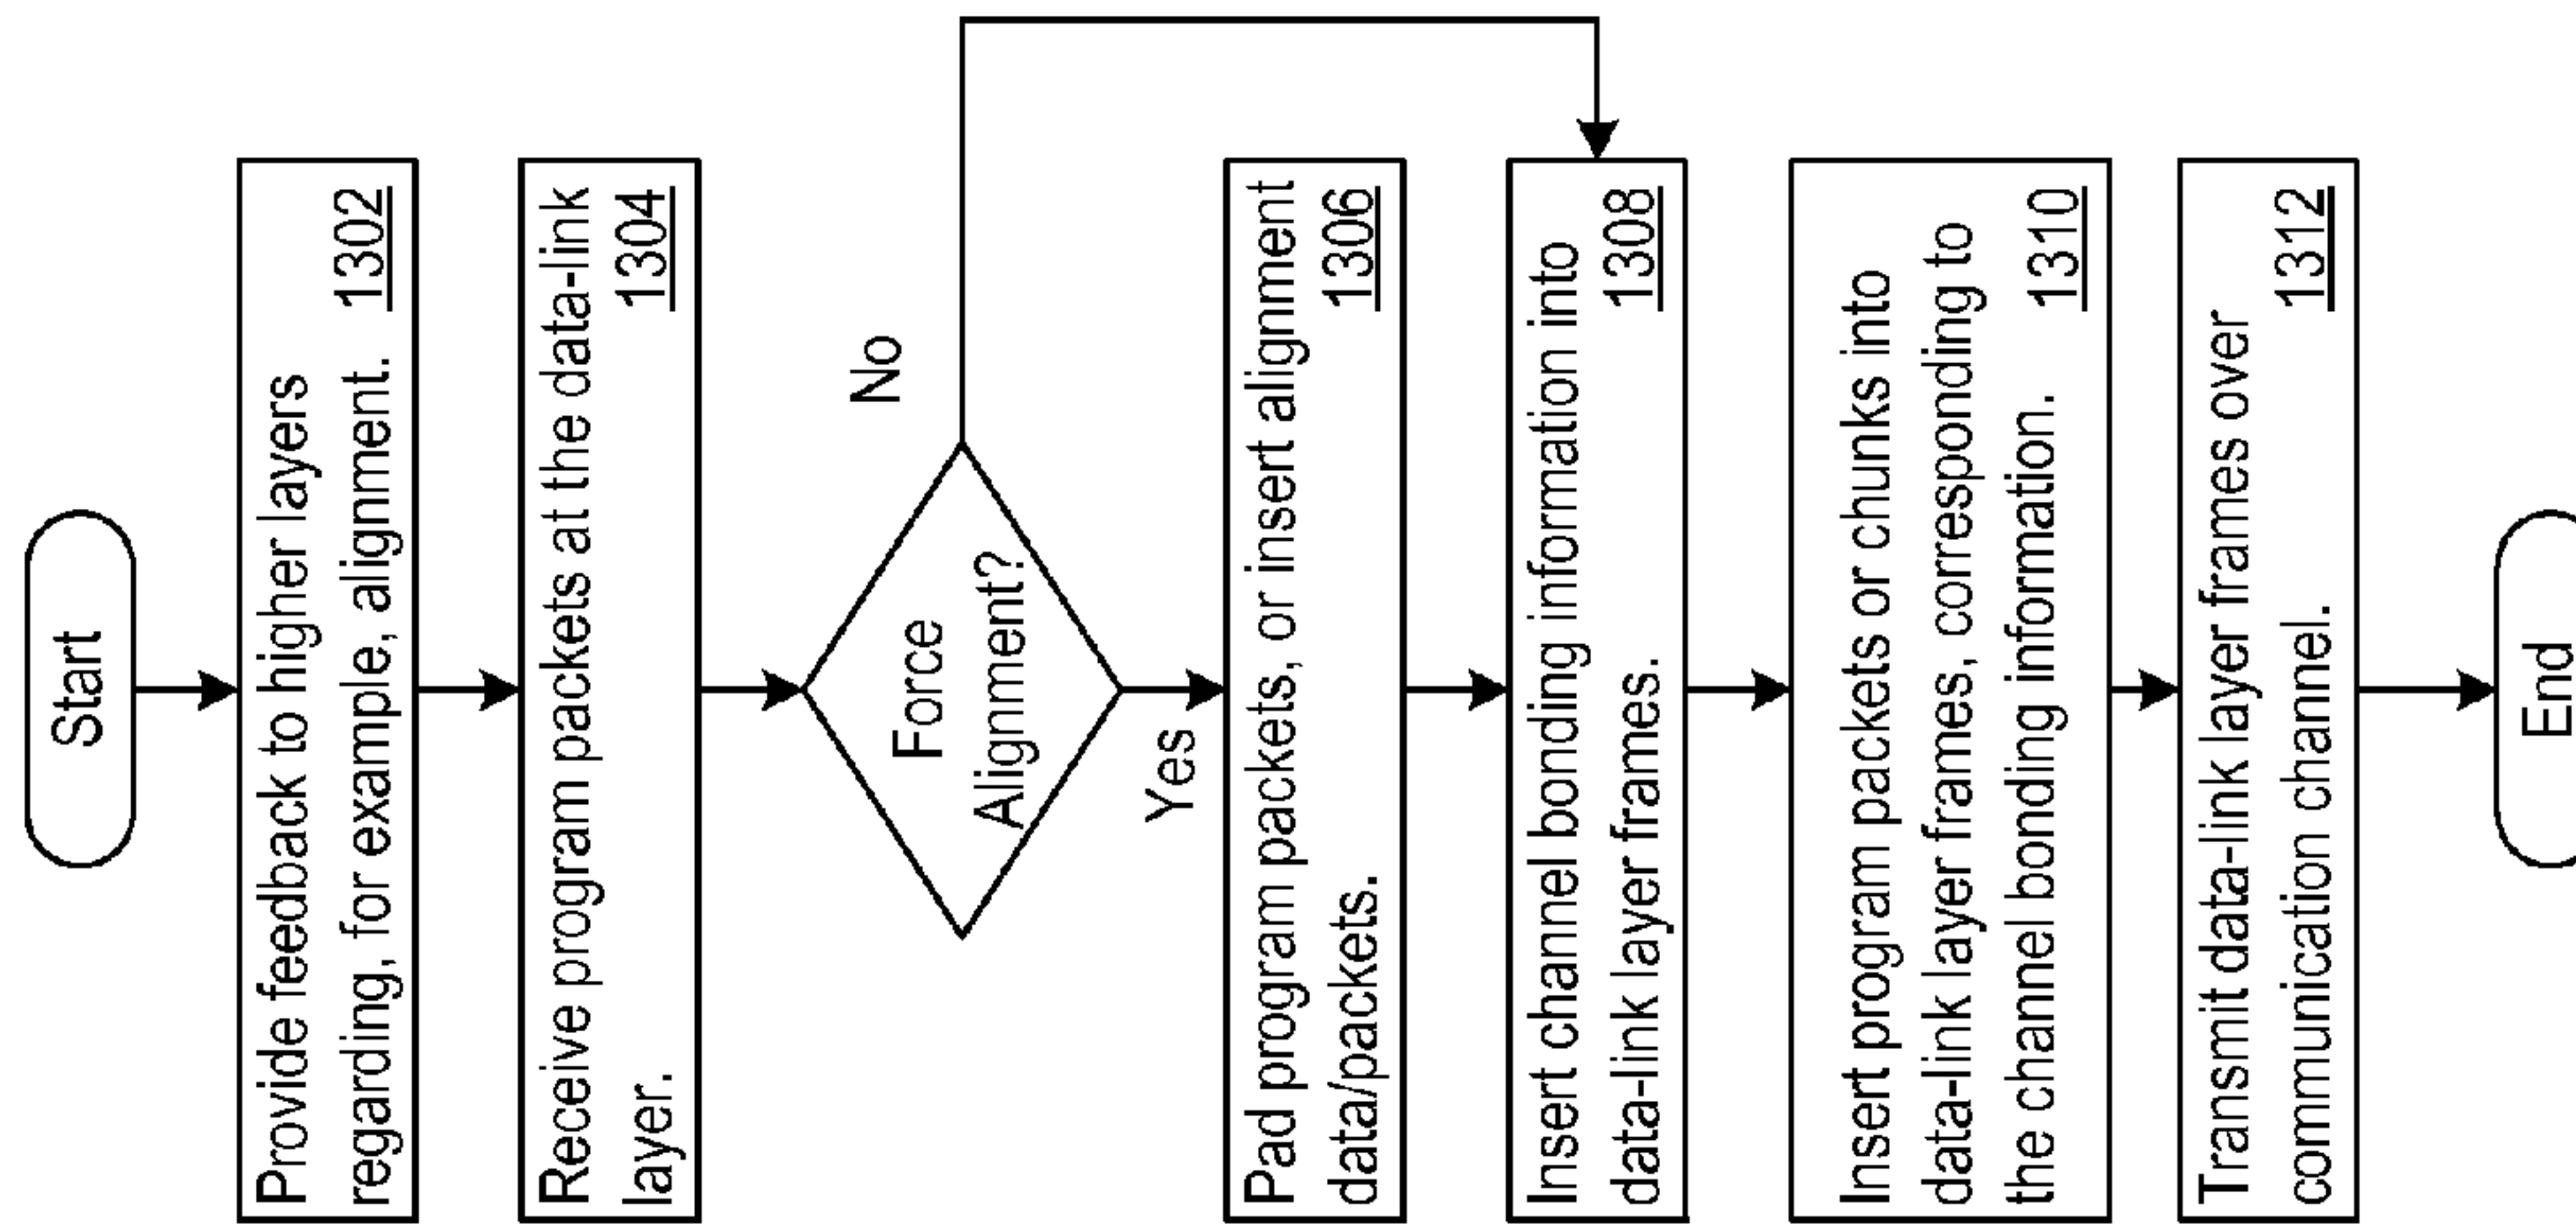 Start
Provide feedback to higher layers
regarding, for example, alignment. 1302
Receive program packets at the data-link
layer. 1304
Force
Alignment?
No
Yes
Pad program packets, or insert alignment
data/packets. 1306
Insert channel bonding information into
data-link layer frames. 1308
Insert program packets or chunks into
data-link layer frames, corresponding to
the channel bonding information. 1310
Transmit data-link layer frames over
communication channel. 1312
End